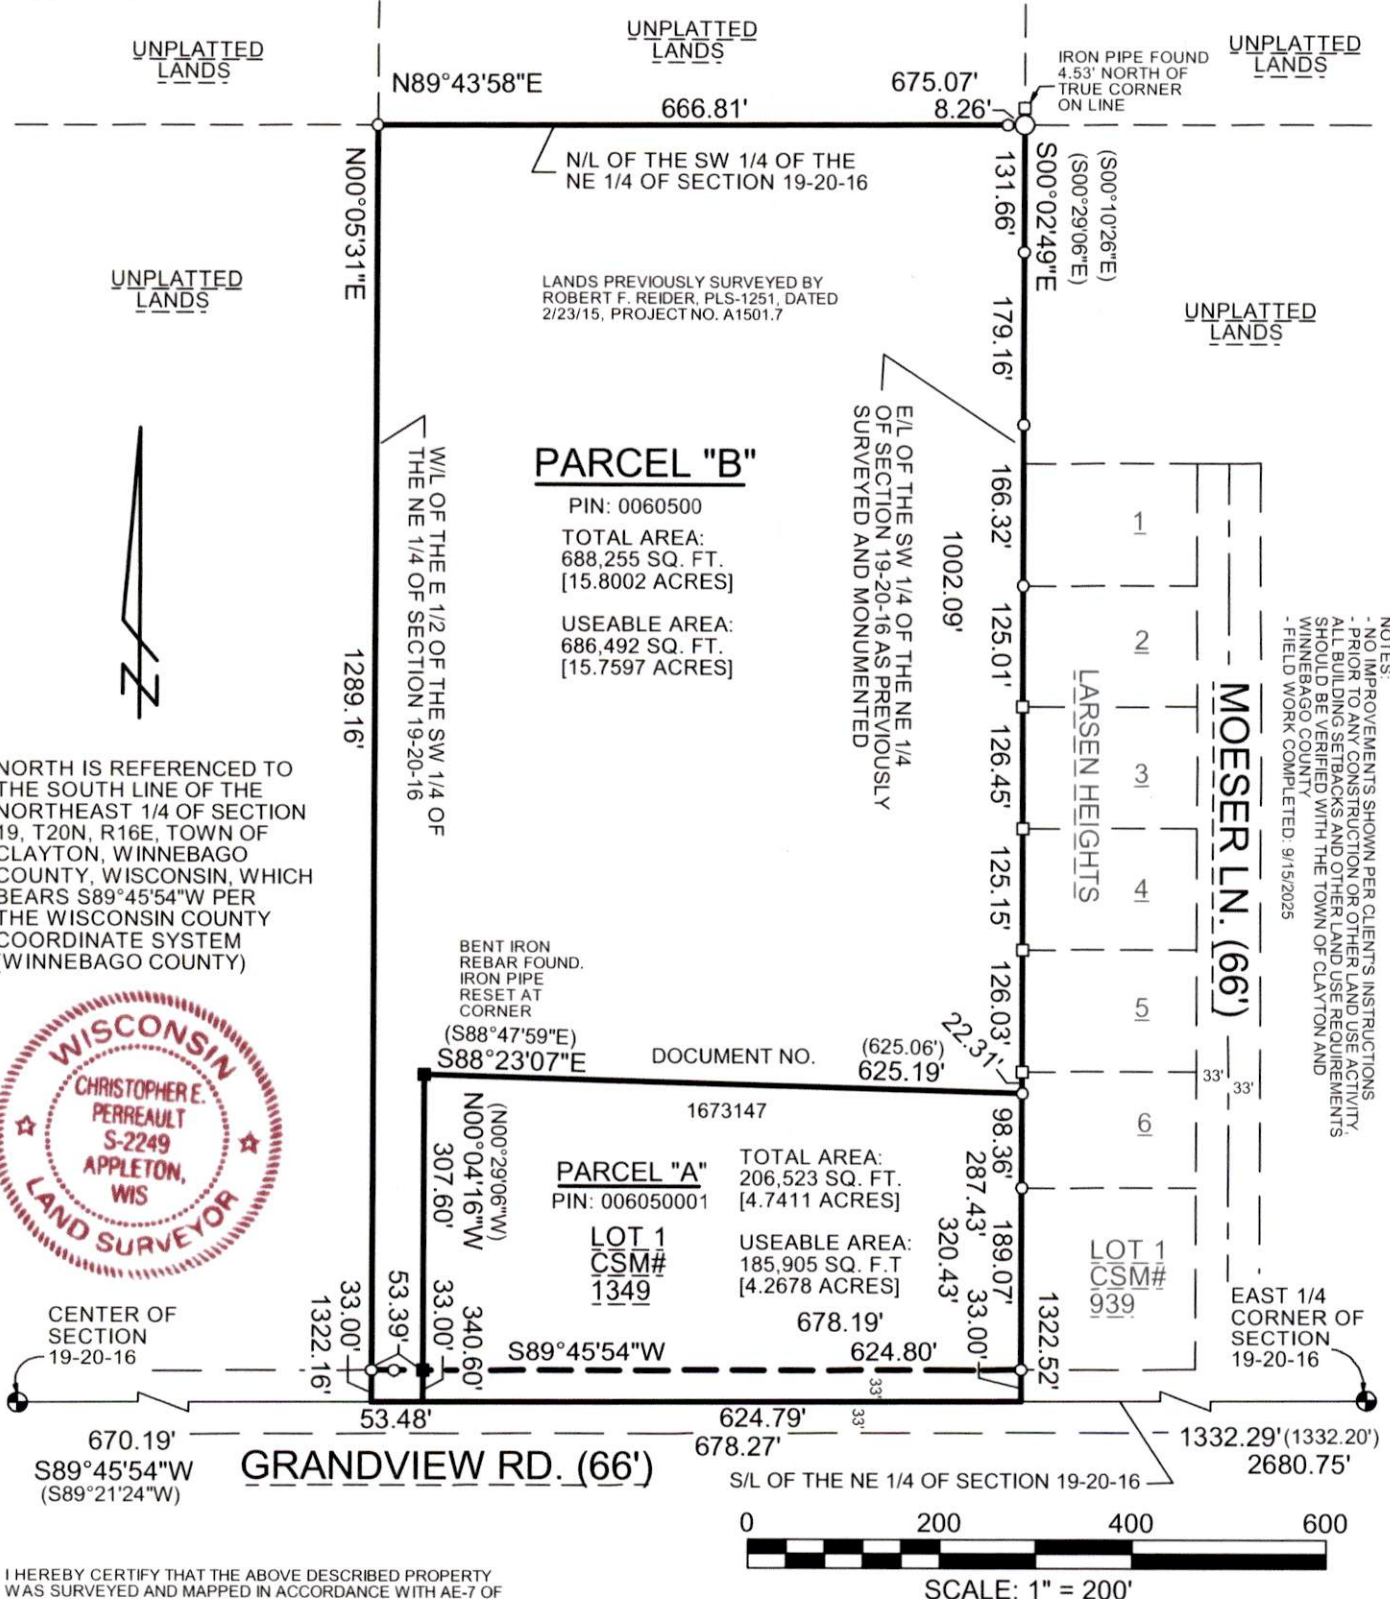 UNPLATTED
LANDS
UNPLATTED
LANDS
UNPLATTED
LANDS
IRON PIPE FOUND
4.53' NORTH OF
TRUE CORNER
ON LINE
N89°43'58"E
675.07'
666.81'
8.26'
N/L OF THE SW 1/4 OF THE
NE 1/4 OF SECTION 19-20-16
N00°05'31"E
131.66'
S00°02'49"E
(S00°29'06"E)
(S00°10'26"E)
UNPLATTED
LANDS
LANDS PREVIOUSLY SURVEYED BY
ROBERT F. REIDER, PLS-1251, DATED
2/23/15, PROJECT NO. A1501.7
UNPLATTED
LANDS
179.16'
E/L OF THE SW 1/4 OF THE NE 1/4
OF SECTION 19-20-16 AS PREVIOUSLY
SURVEYED AND MONUMENTED
W/L OF THE E 1/2 OF THE SW 1/4 OF
THE NE 1/4 OF SECTION 19-20-16
PARCEL "B"
PIN: 0060500
TOTAL AREA:
688,255 SQ. FT.
[15.8002 ACRES]
USEABLE AREA:
686,492 SQ. FT.
[15.7597 ACRES]
1002.09'
166.32'
125.01'
126.45'
125.15'
126.03'
22.31'
1289.16'
1
2
3
4
5
6
LARSEN HEIGHTS
MOESER LN. (66')
33'
33'
NOTES:
- NO IMPROVEMENTS SHOWN PER CLIENT'S INSTRUCTIONS
- PRIOR TO ANY CONSTRUCTION OR OTHER LAND USE ACTIVITY,
ALL BUILDING SETBACKS AND OTHER LAND USE REQUIREMENTS
SHOULD BE VERIFIED WITH THE TOWN OF CLAYTON AND
WINNEBAGO COUNTY
- FIELD WORK COMPLETED: 9/15/2025
N
NORTH IS REFERENCED TO
THE SOUTH LINE OF THE
NORTHEAST 1/4 OF SECTION
19, T20N, R16E, TOWN OF
CLAYTON, WINNEBAGO
COUNTY, WISCONSIN, WHICH
BEARS S89°45'54"W PER
THE WISCONSIN COUNTY
COORDINATE SYSTEM
(WINNEBAGO COUNTY)
WISCONSIN
CHRISTOPHER E.
PERREAULT
S-2249
APPLETON,
WIS
LAND SURVEYOR
BENT IRON
REBAR FOUND.
IRON PIPE
RESET AT
CORNER
(S88°47'59"E)
S88°23'07"E
DOCUMENT NO.
1673147
(625.06')
625.19'
(N00°29'06"W)
N00°04'16"W
307.60'
PARCEL "A"
PIN: 006050001
LOT 1
CSM#
1349
TOTAL AREA:
206,523 SQ. FT.
[4.7411 ACRES]
USEABLE AREA:
185,905 SQ. F.T
[4.2678 ACRES]
98.36'
287.43'
189.07'
320.43'
33.00'
1322.52'
LOT 1
CSM#
939
EAST 1/4
CORNER OF
SECTION
19-20-16
CENTER OF
SECTION
19-20-16
33.00'
1322.16'
53.39'
33.00'
340.60'
678.19'
S89°45'54"W
624.80'
33'
33'
53.48'
624.79'
678.27'
670.19'
S89°45'54"W
(S89°21'24"W)
GRANDVIEW RD. (66')
1332.29' (1332.20')
2680.75'
S/L OF THE NE 1/4 OF SECTION 19-20-16
0 200 400 600
SCALE: 1" = 200'
I HEREBY CERTIFY THAT THE ABOVE DESCRIBED PROPERTY
WAS SURVEYED AND MAPPED IN ACCORDANCE WITH AE-7 OF